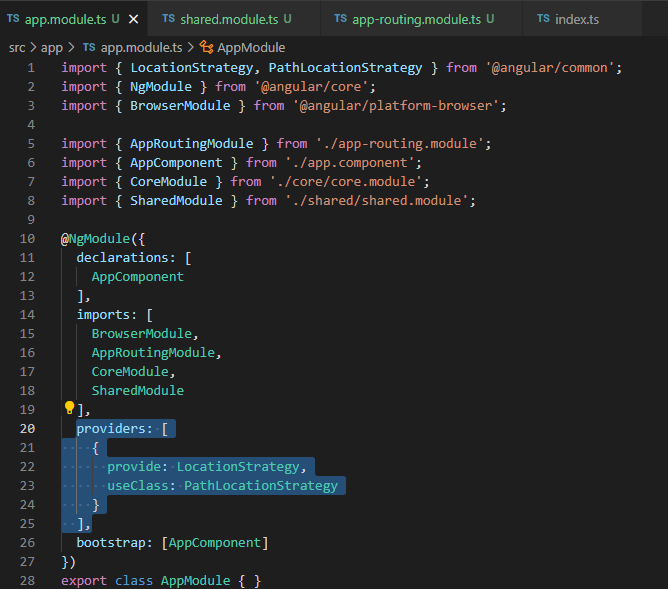 TS app.module.ts U × TS shared.module.ts U TS app-routing.module.ts U TS index.ts
src > app > TS app.module.ts > AppModule
1 import { LocationStrategy, PathLocationStrategy } from '@angular/common';
2 import { NgModule } from '@angular/core';
3 import { BrowserModule } from '@angular/platform-browser';
4
5 import { AppRoutingModule } from './app-routing.module';
6 import { AppComponent } from './app.component';
7 import { CoreModule } from './core/core.module';
8 import { SharedModule } from './shared/shared.module';
9
10 @NgModule({
11   declarations: [
12     AppComponent
13   ],
14   imports: [
15     BrowserModule,
16     AppRoutingModule,
17     CoreModule,
18     SharedModule
19   ],
20   providers: [
21     {
22       provide: LocationStrategy,
23       useClass: PathLocationStrategy
24     }
25   ],
26   bootstrap: [AppComponent]
27 })
28 export class AppModule { }